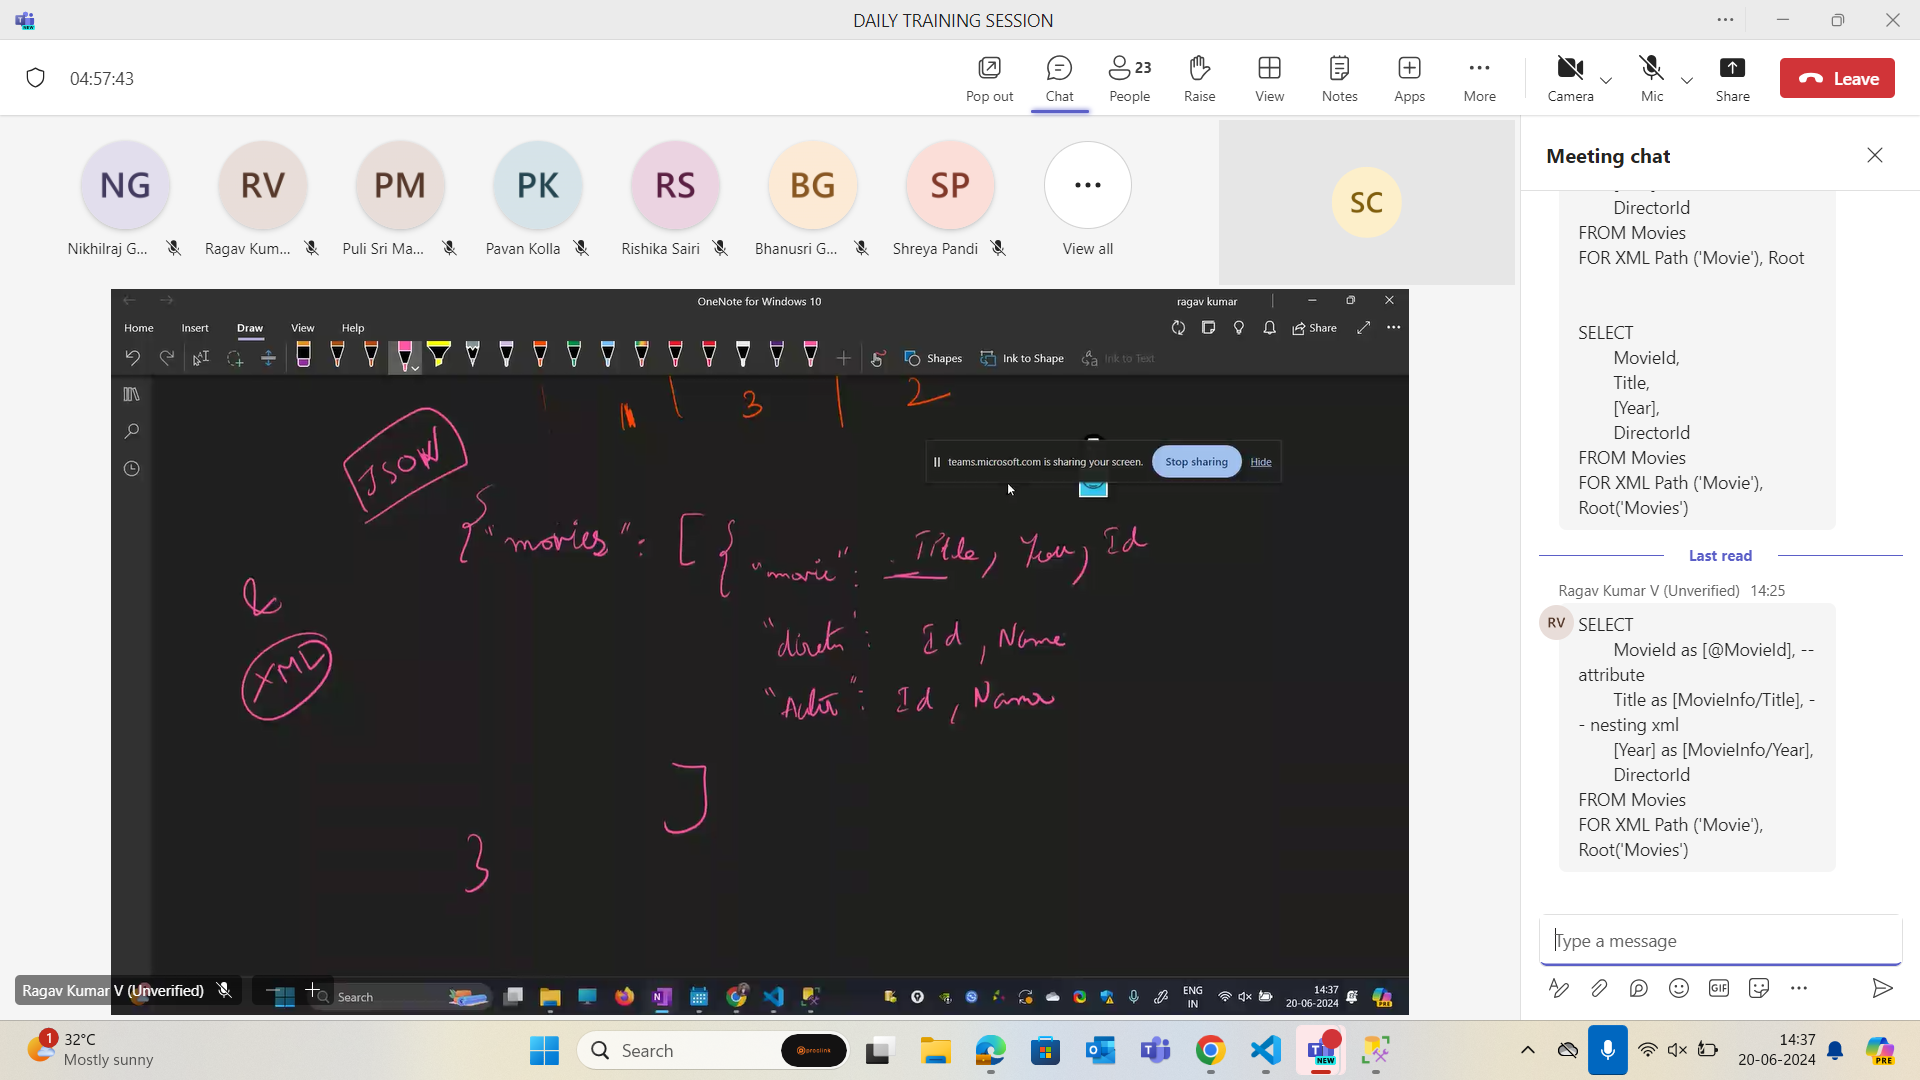 DAILY TRAINING SESSION
04:57:43
Pop out
Chat
People
23
Raise
View
Notes
Apps
More
Camera
Mic
Share
Leave
NG
RV
PM
PK
RS
BG
SP
SC
Nikhilraj G...
Ragav Kum...
Puli Sri Ma...
Pavan Kolla
Rishika Sairi
Bhanusri G...
Shreya Pandi
View all
OneNote for Windows 10
ragav kumar
Home
Insert
Draw
View
Help
Share
Shapes
Ink to Shape
Ink to Text
3
2
JSON
teams.microsoft.com is sharing your screen.
Stop sharing
Hide
{"movies": [{
"movie": Title, Year, Id
&
"diretr": Id, Name
XML
"Actr": Id, Name
]
}
Ragav Kumar V (Unverified)
Search
ENG
IN
14:37
20-06-2024
PRE
Meeting chat
DirectorId
FROM Movies
FOR XML Path ('Movie'), Root
SELECT
MovieId,
Title,
[Year],
DirectorId
FROM Movies
FOR XML Path ('Movie'),
Root('Movies')
Last read
Ragav Kumar V (Unverified) 14:25
RV
SELECT
MovieId as [@MovieId], --
attribute
Title as [MovieInfo/Title], -
- nesting xml
[Year] as [MovieInfo/Year],
DirectorId
FROM Movies
FOR XML Path ('Movie'),
Root('Movies')
Type a message
GIF
1
32°C
Mostly sunny
Search
proclink
NEW
14:37
20-06-2024
PRE